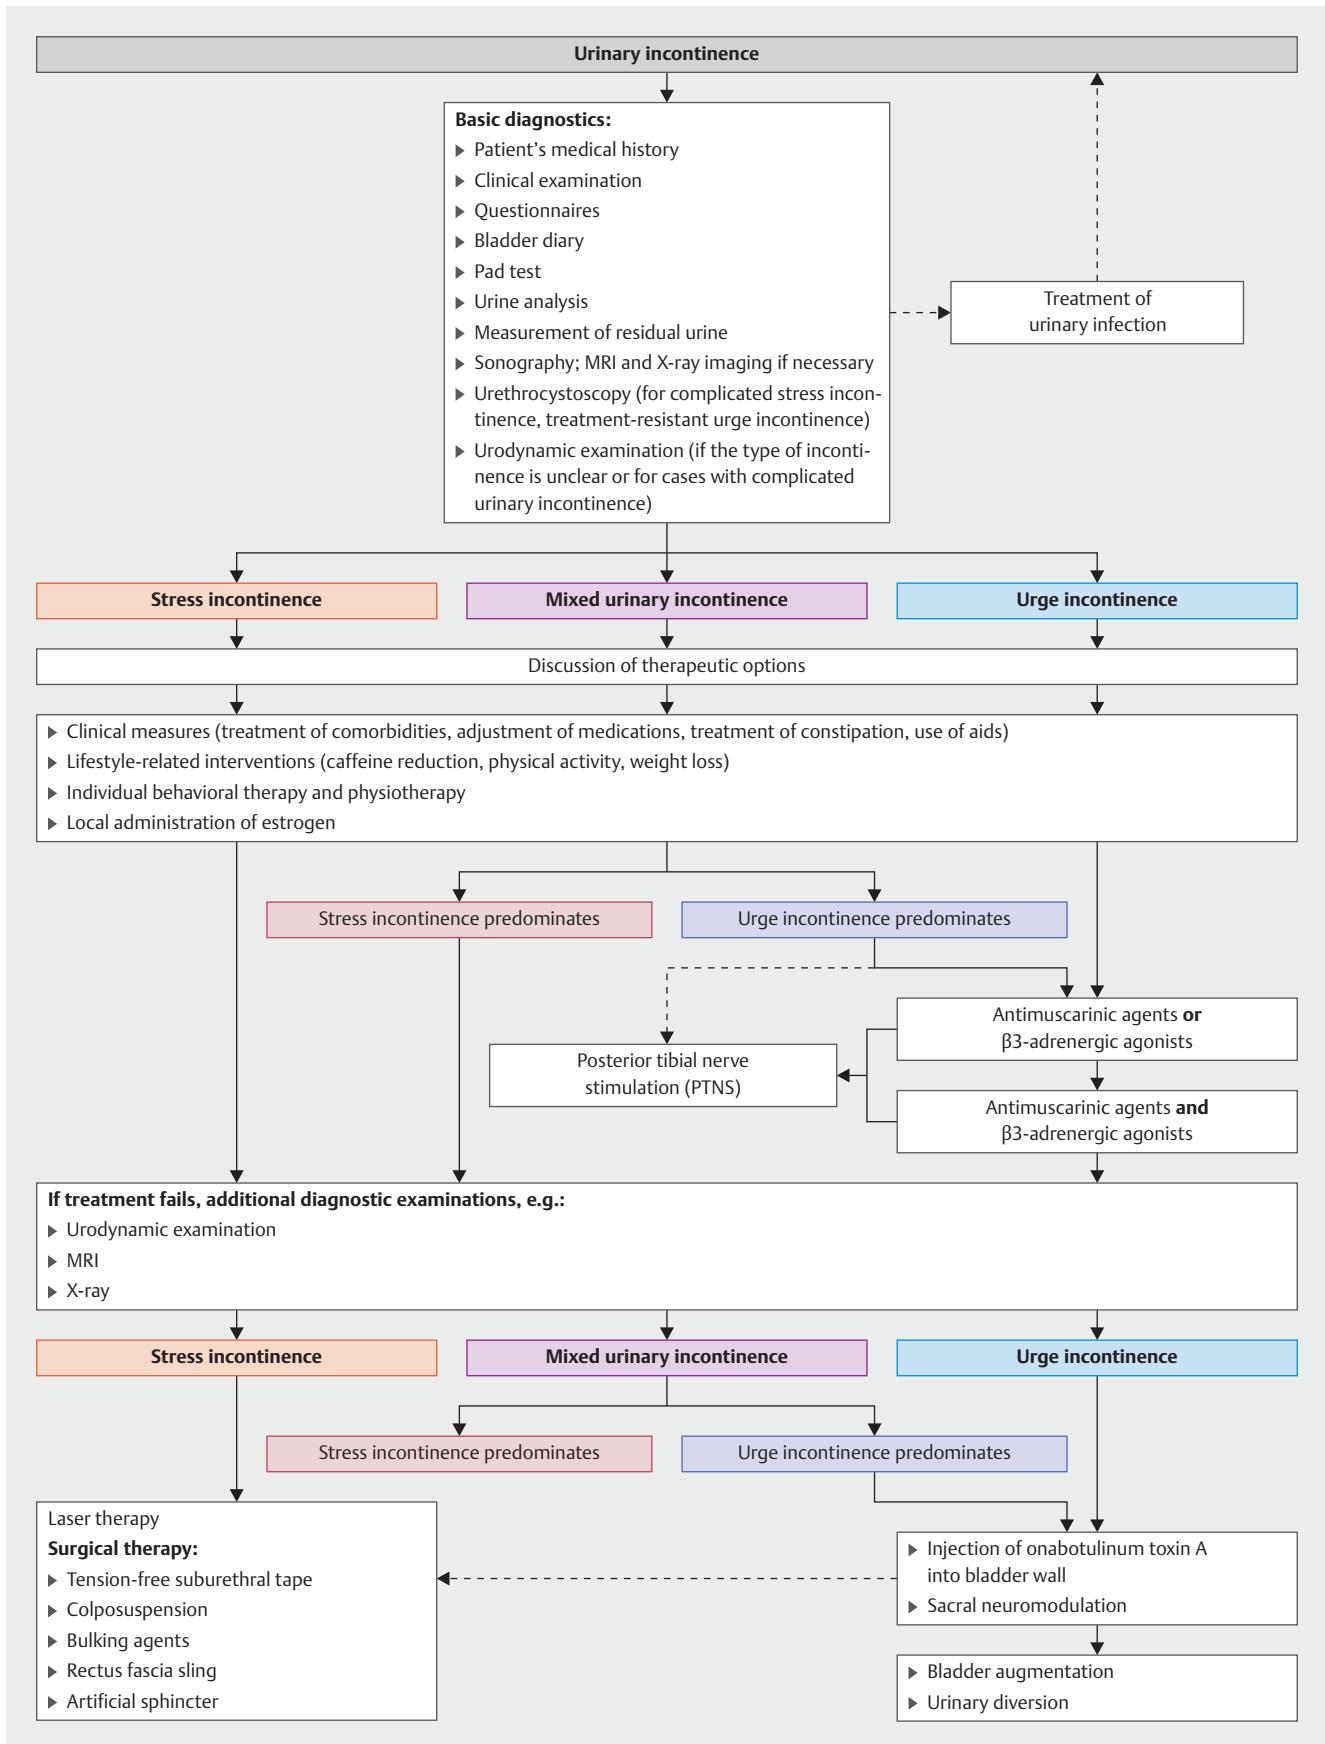 Urinary incontinence
Basic diagnostics:
▶ Patient's medical history
▶ Clinical examination
▶ Questionnaires
▶ Bladder diary
▶ Pad test
▶ Urine analysis
▶ Measurement of residual urine
▶ Sonography; MRI and X-ray imaging if necessary
▶ Urethrocystoscopy (for complicated stress incon-
tinence, treatment-resistant urge incontinence)
▶ Urodynamic examination (if the type of inconti-
nence is unclear or for cases with complicated
urinary incontinence)
Treatment of
urinary infection
Stress incontinence
Mixed urinary incontinence
Urge incontinence
Discussion of therapeutic options
▶ Clinical measures (treatment of comorbidities, adjustment of medications, treatment of constipation, use of aids)
▶ Lifestyle-related interventions (caffeine reduction, physical activity, weight loss)
▶ Individual behavioral therapy and physiotherapy
▶ Local administration of estrogen
Stress incontinence predominates
Urge incontinence predominates
Antimuscarinic agents or
β3-adrenergic agonists
Posterior tibial nerve
stimulation (PTNS)
Antimuscarinic agents and
β3-adrenergic agonists
If treatment fails, additional diagnostic examinations, e.g.:
▶ Urodynamic examination
▶ MRI
▶ X-ray
Stress incontinence
Mixed urinary incontinence
Urge incontinence
Stress incontinence predominates
Urge incontinence predominates
Laser therapy
Surgical therapy:
▶ Tension-free suburethral tape
▶ Colposuspension
▶ Bulking agents
▶ Rectus fascia sling
▶ Artificial sphincter
▶ Injection of onabotulinum toxin A
into bladder wall
▶ Sacral neuromodulation
▶ Bladder augmentation
▶ Urinary diversion